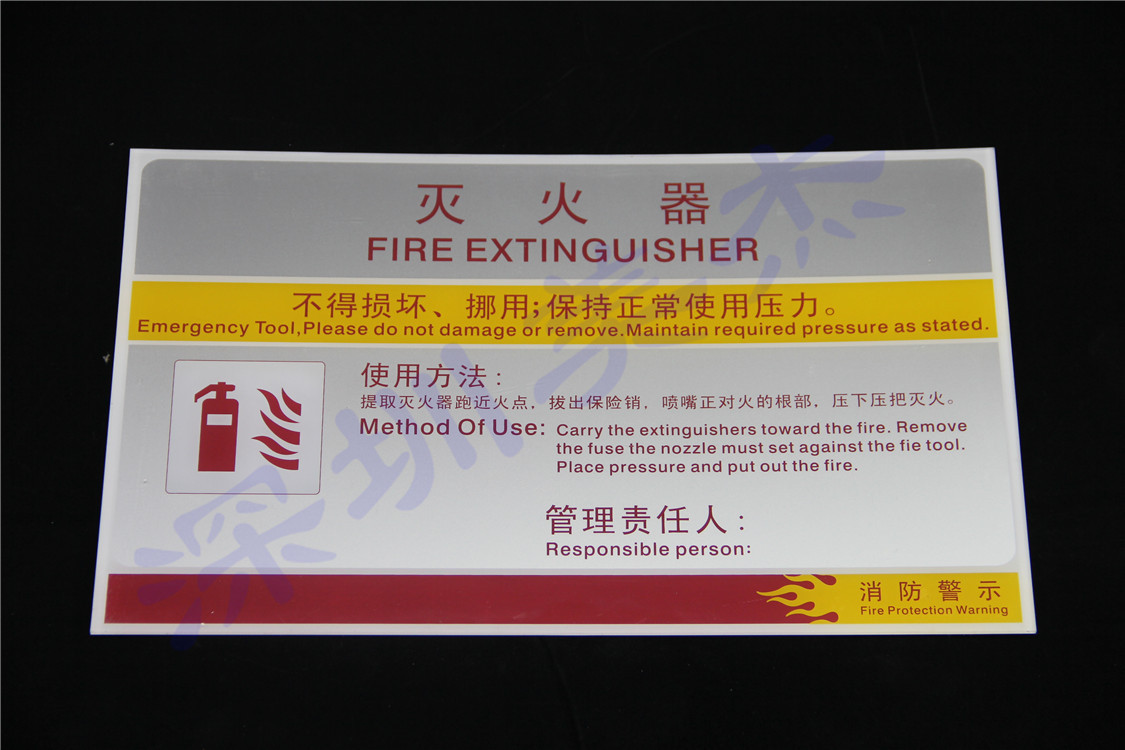 灭火器
FIRE EXTINGUISHER
不得损坏、挪用;保持正常使用压力。
Emergency Tool,Please do not damage or remove.Maintain required pressure as stated.
使用方法:
提取灭火器跑近火点，拔出保险销，喷嘴正对火的根部，压下压把灭火。
Method Of Use: Carry the extinguishers toward the fire. Remove
the fuse the nozzle must set against the fie tool.
Place pressure and put out the fire.
管理责任人:
Responsible person:
消防警示
Fire Protection Warning
深圳美杰